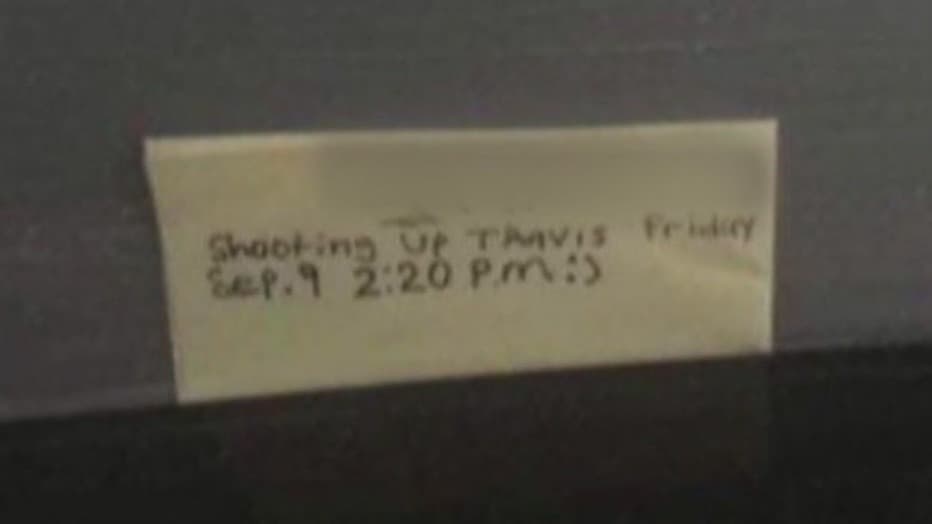 Shooting UP TRAVIS Friday
Sep. 9 2:20 P.m :)